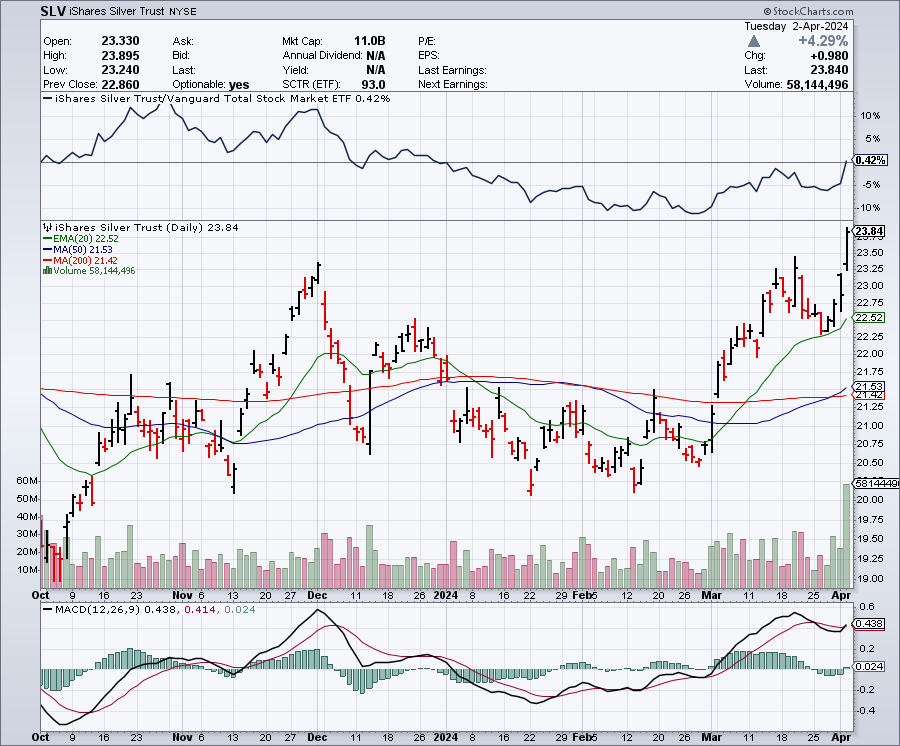 SLV iShares Silver Trust NYSE
© StockCharts.com
Tuesday 2-Apr-2024
Open: 23.330 Ask: Mkt Cap: 11.0B P/E: +4.29%
High: 23.895 Bid: Annual Dividend: N/A EPS: Chg: +0.980
Low: 23.240 Last: Yield: N/A Last Earnings: Last: 23.840
Prev Close: 22.860 Optionable: yes SCTR (ETF): 93.0 Next Earnings: Volume: 58,144,496
iShares Silver Trust/Vanguard Total Stock Market ETF 0.42%
10%
5%
0.42%
-5%
-10%
iShares Silver Trust (Daily) 23.84
EMA(20) 22.52
MA(50) 21.53
MA(200) 21.42
Volume 58,144,496
23.84
23.75
23.50
23.25
23.00
22.75
22.52
22.25
22.00
21.75
21.53
21.42
21.25
21.00
20.75
20.50
58144496
20.00
19.75
19.50
19.25
19.00
60M
50M
40M
30M
20M
10M
Oct 9 16 23 Nov 6 13 20 27 Dec 11 18 26 2024 8 16 22 29 Feb 5 12 20 26 Mar 11 18 25 Apr
MACD(12,26,9) 0.438, 0.414, 0.024
0.6
0.438
0.2
0.024
-0.2
-0.4
Oct 9 16 23 Nov 6 13 20 27 Dec 11 18 26 2024 8 16 22 29 Feb 5 12 20 26 Mar 11 18 25 Apr